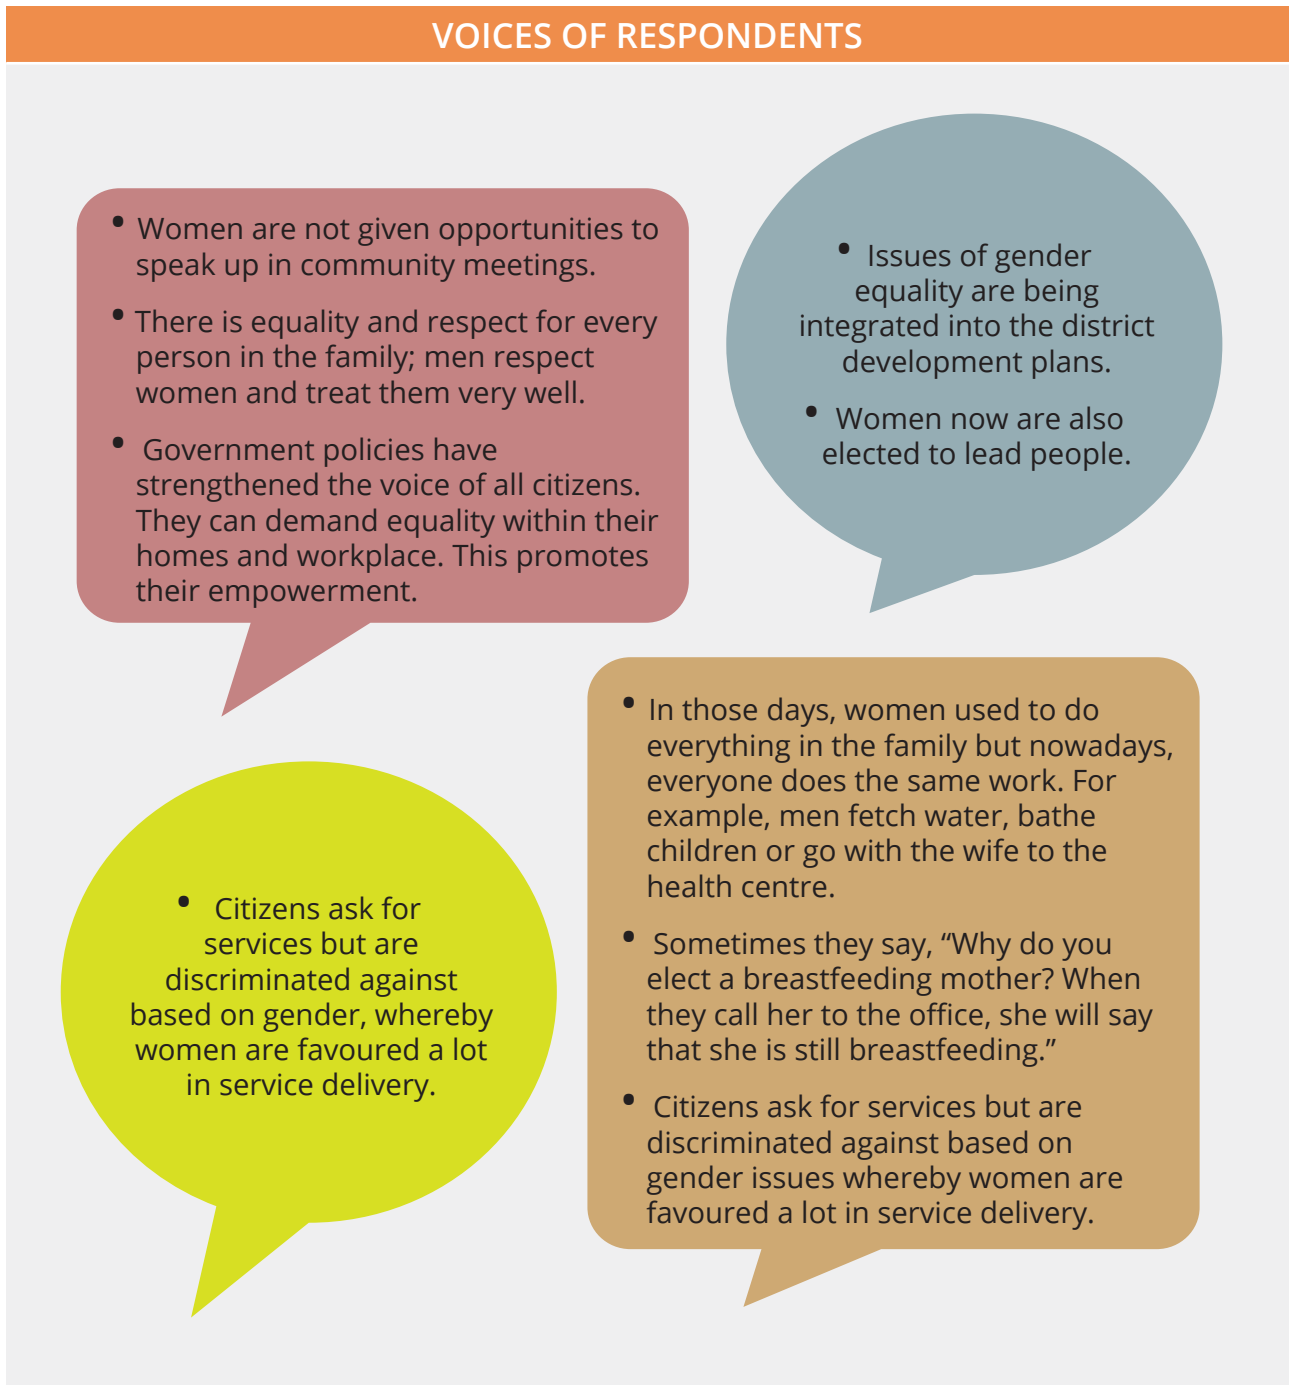 VOICES OF RESPONDENTS
• Women are not given opportunities to
speak up in community meetings.
• There is equality and respect for every
person in the family; men respect
women and treat them very well.
• Government policies have
strengthened the voice of all citizens.
They can demand equality within their
homes and workplace. This promotes
their empowerment.
• Issues of gender
equality are being
integrated into the district
development plans.
• Women now are also
elected to lead people.
• Citizens ask for
services but are
discriminated against
based on gender, whereby
women are favoured a lot
in service delivery.
• In those days, women used to do
everything in the family but nowadays,
everyone does the same work. For
example, men fetch water, bathe
children or go with the wife to the
health centre.
• Sometimes they say, “Why do you
elect a breastfeeding mother? When
they call her to the office, she will say
that she is still breastfeeding.”
• Citizens ask for services but are
discriminated against based on
gender issues whereby women are
favoured a lot in service delivery.